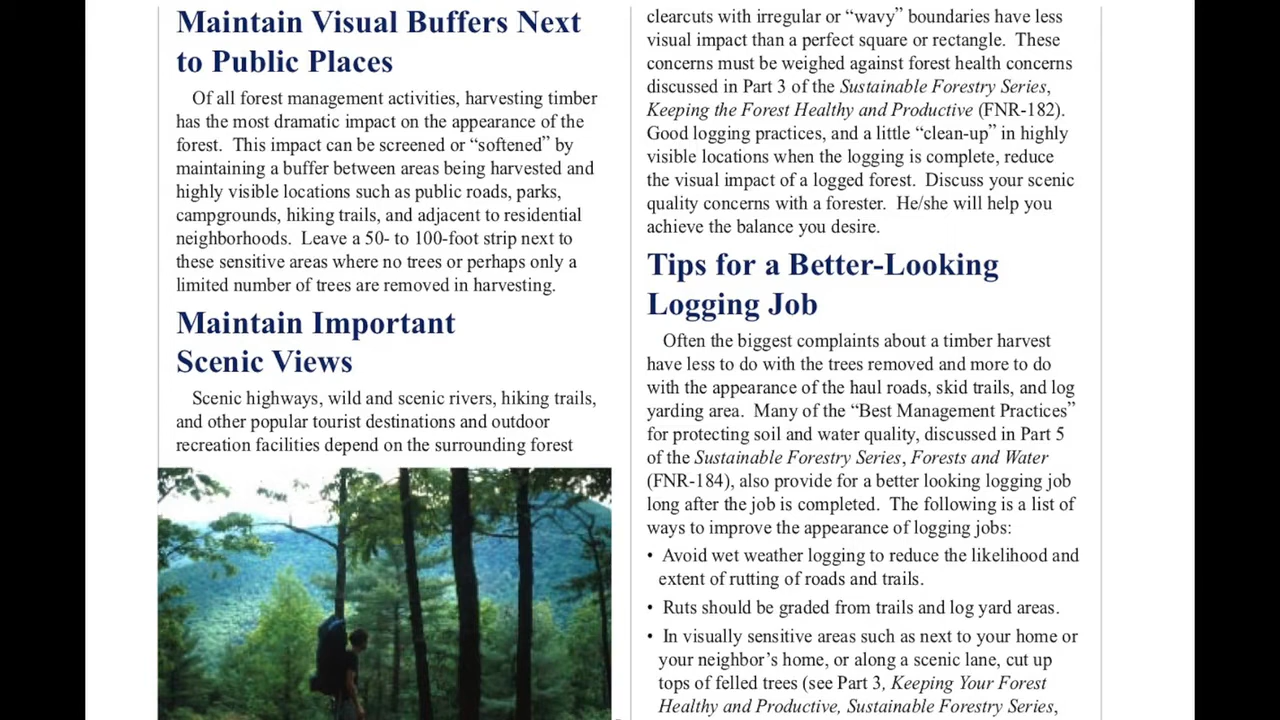 Maintain Visual Buffers Next
to Public Places
Of all forest management activities, harvesting timber
has the most dramatic impact on the appearance of the
forest. This impact can be screened or “softened” by
maintaining a buffer between areas being harvested and
highly visible locations such as public roads, parks,
campgrounds, hiking trails, and adjacent to residential
neighborhoods. Leave a 50- to 100-foot strip next to
these sensitive areas where no trees or perhaps only a
limited number of trees are removed in harvesting.
Maintain Important
Scenic Views
Scenic highways, wild and scenic rivers, hiking trails,
and other popular tourist destinations and outdoor
recreation facilities depend on the surrounding forest
clearcuts with irregular or “wavy” boundaries have less
visual impact than a perfect square or rectangle. These
concerns must be weighed against forest health concerns
discussed in Part 3 of the Sustainable Forestry Series,
Keeping the Forest Healthy and Productive (FNR-182).
Good logging practices, and a little “clean-up” in highly
visible locations when the logging is complete, reduce
the visual impact of a logged forest. Discuss your scenic
quality concerns with a forester. He/she will help you
achieve the balance you desire.
Tips for a Better-Looking
Logging Job
Often the biggest complaints about a timber harvest
have less to do with the trees removed and more to do
with the appearance of the haul roads, skid trails, and log
yarding area. Many of the “Best Management Practices”
for protecting soil and water quality, discussed in Part 5
of the Sustainable Forestry Series, Forests and Water
(FNR-184), also provide for a better looking logging job
long after the job is completed. The following is a list of
ways to improve the appearance of logging jobs:
• Avoid wet weather logging to reduce the likelihood and
extent of rutting of roads and trails.
• Ruts should be graded from trails and log yard areas.
• In visually sensitive areas such as next to your home or
your neighbor’s home, or along a scenic lane, cut up
tops of felled trees (see Part 3, Keeping Your Forest
Healthy and Productive, Sustainable Forestry Series,